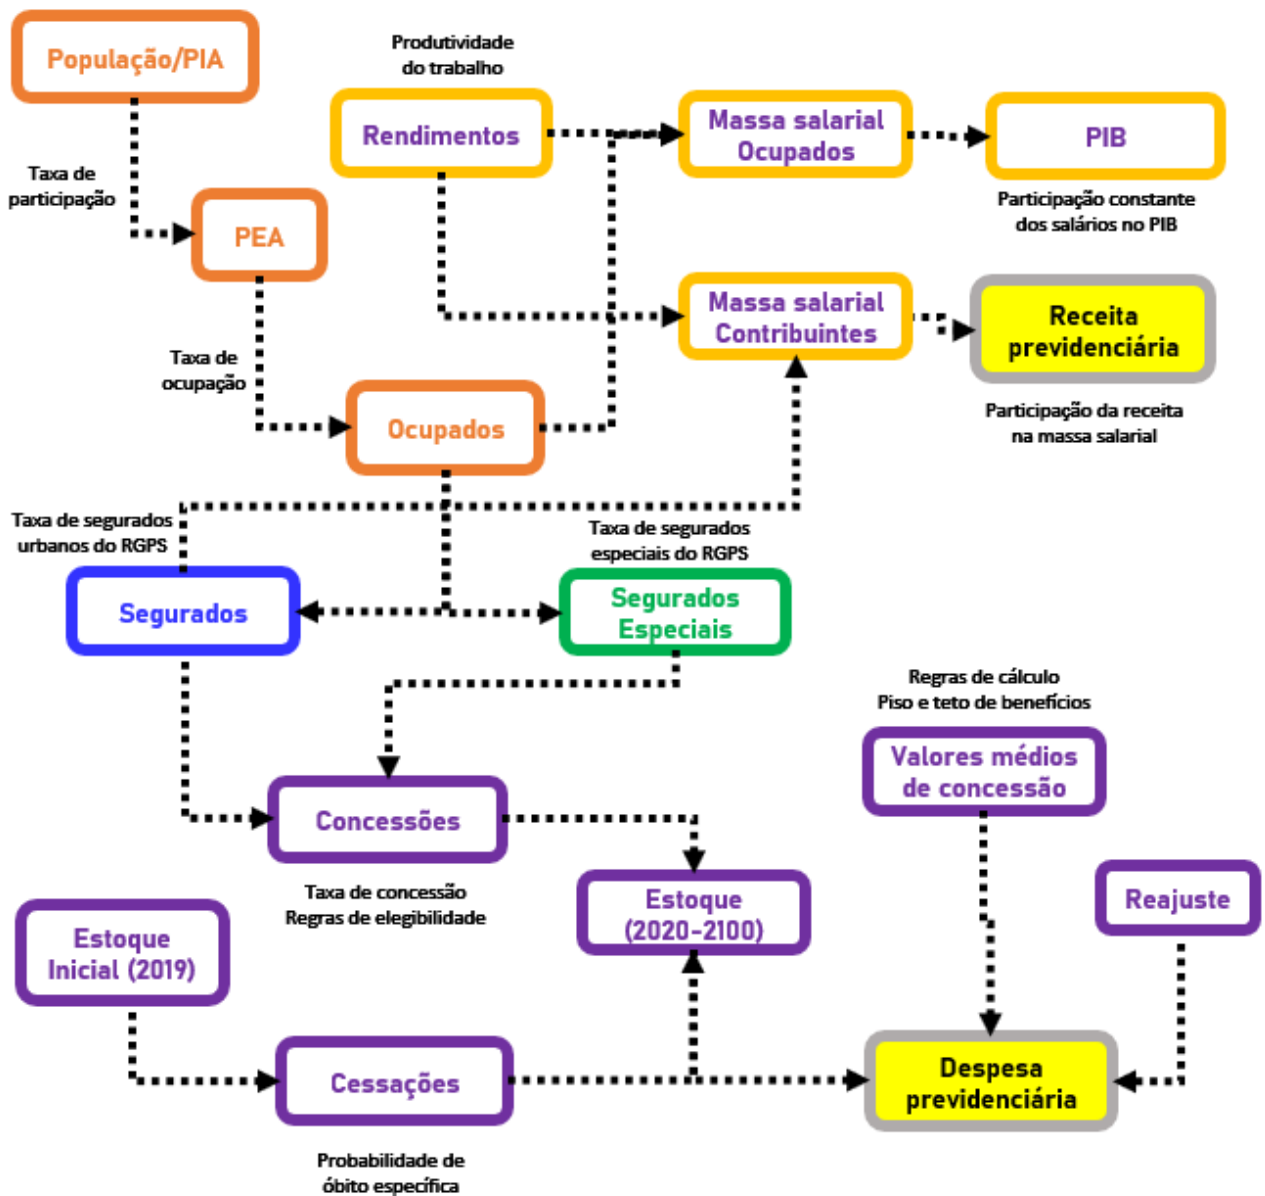 População/PIA
Produtividade
do trabalho
Rendimentos
Massa salarial
Ocupados
PIB
Taxa de
participação
Participação constante
dos salários no PIB
PEA
Massa salarial
Contribuintes
Receita
previdenciária
Taxa de
ocupação
Ocupados
Participação da receita
na massa salarial
Taxa de segurados
urbanos do RGPS
Taxa de segurados
especiais do RGPS
Segurados
Segurados
Especiais
Regras de cálculo
Piso e teto de benefícios
Valores médios
de concessão
Concessões
Taxa de concessão
Regras de elegibilidade
Estoque
(2020-2100)
Reajuste
Estoque
Inicial (2019)
Cessações
Despesa
previdenciária
Probabilidade de
óbito específica